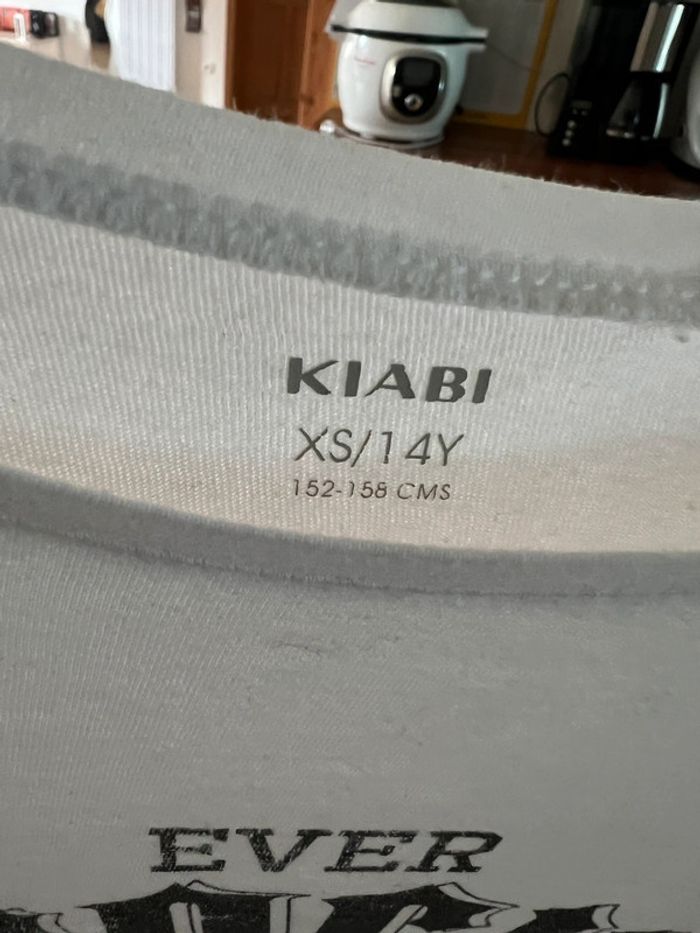 KIABI
XS/14Y
152-158 CMS
EVER